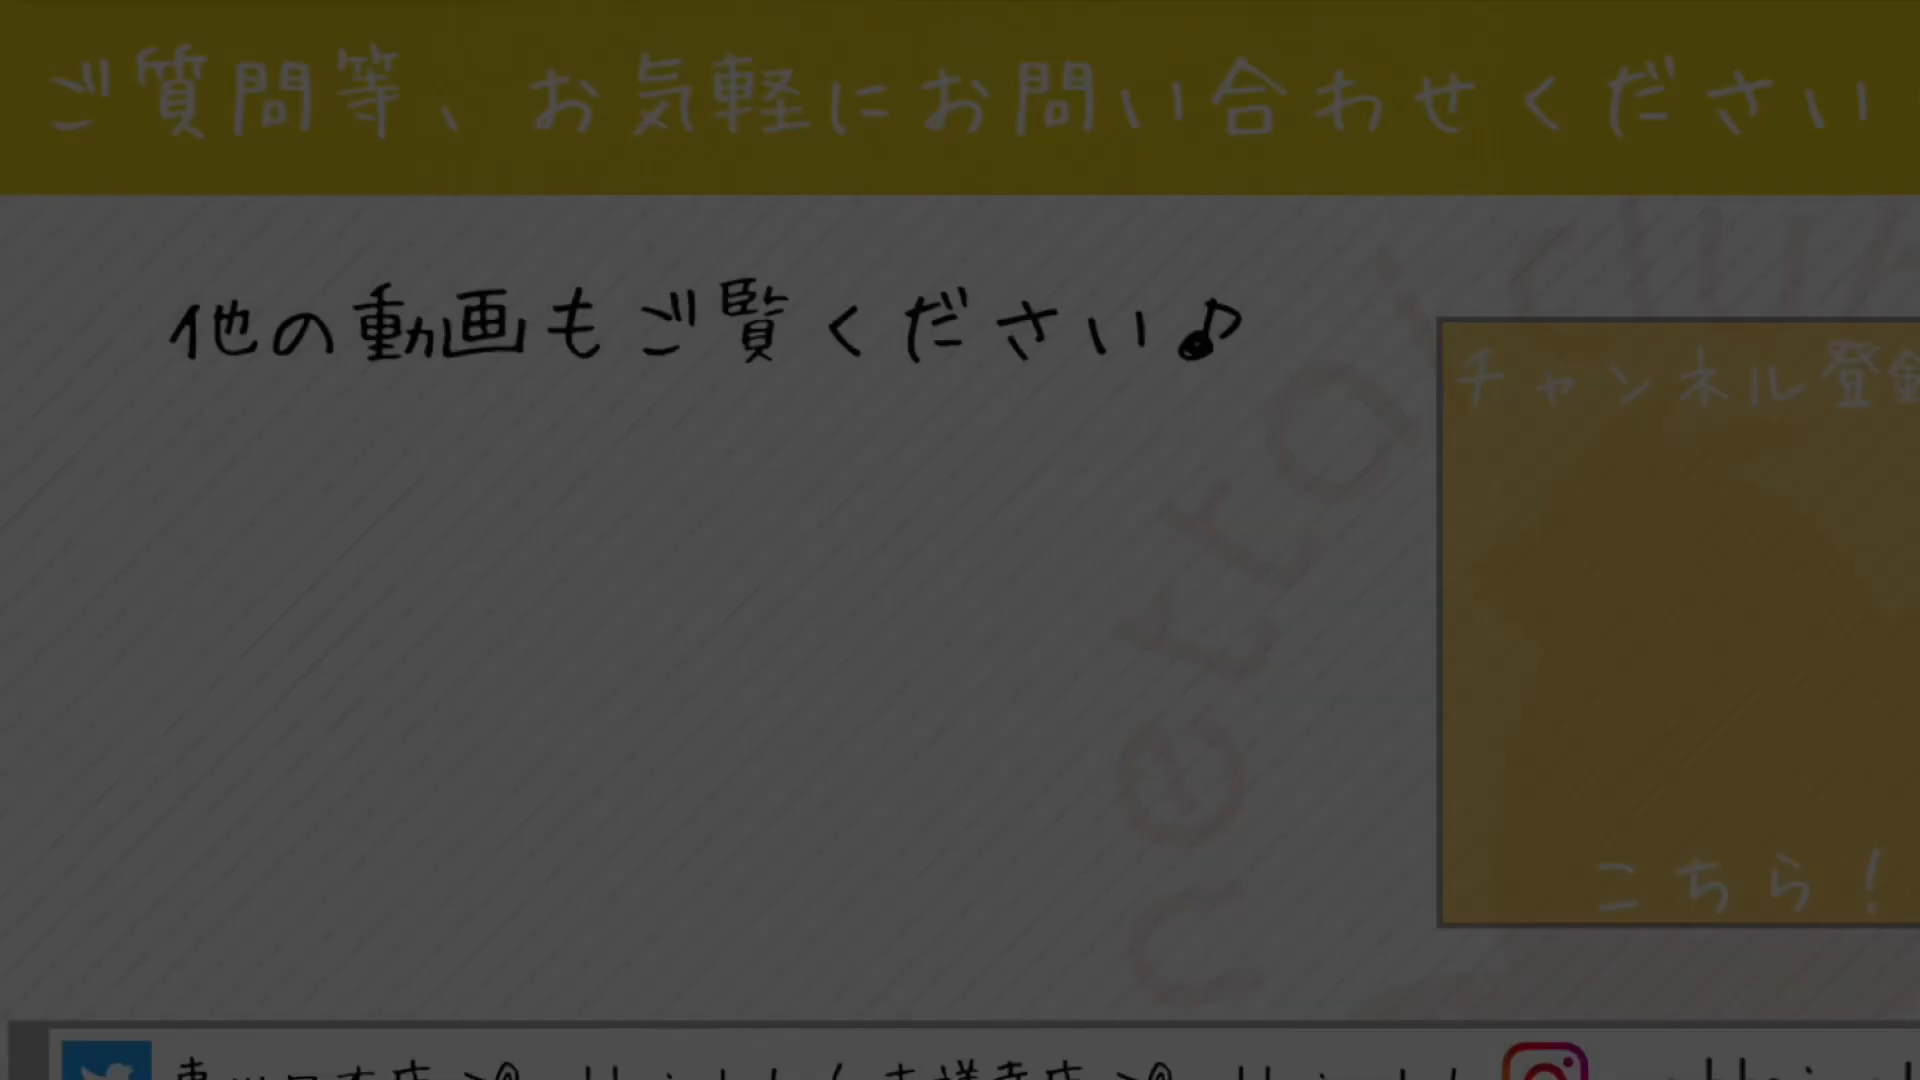 ご質問等、お気軽にお問い合わせください
他の動画もご覧ください♪
チャンネル登録
こちら！